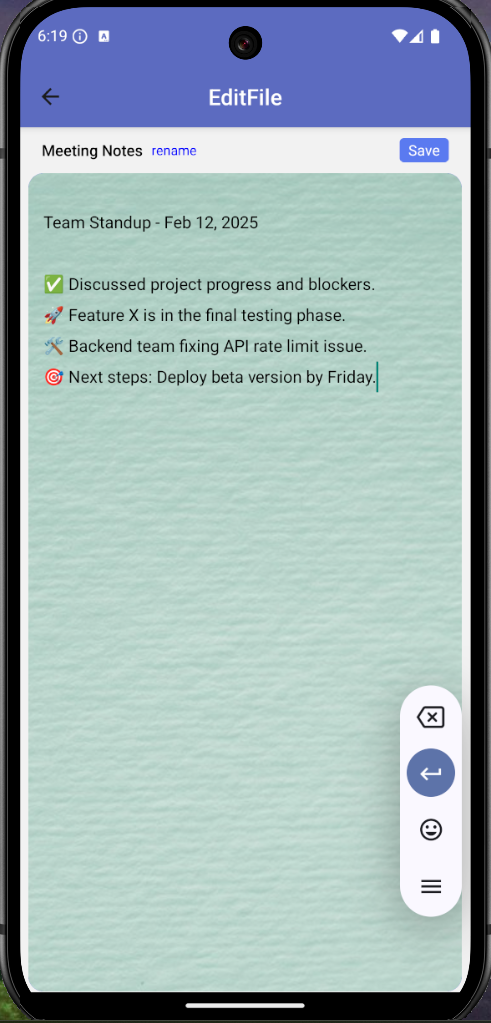 6:19
EditFile
Meeting Notes rename Save
Team Standup - Feb 12, 2025
✅ Discussed project progress and blockers.
🚀 Feature X is in the final testing phase.
🛠️ Backend team fixing API rate limit issue.
🎯 Next steps: Deploy beta version by Friday.